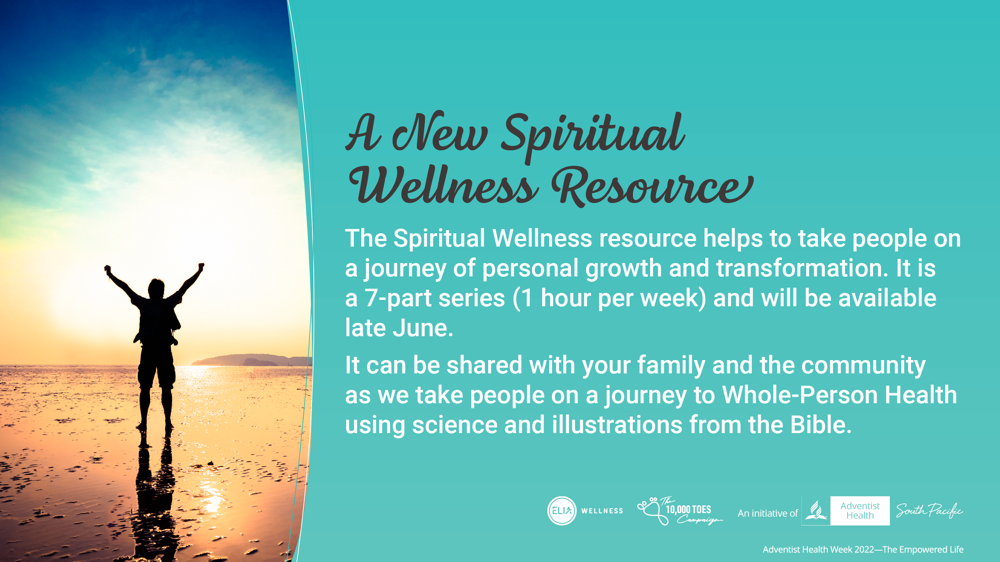 A New Spiritual
Wellness Resource
The Spiritual Wellness resource helps to take people on
a journey of personal growth and transformation. It is
a 7-part series (1 hour per week) and will be available
late June.
It can be shared with your family and the community
as we take people on a journey to Whole-Person Health
using science and illustrations from the Bible.
ELIA WELLNESS
The
10,000 TOES
Campaign
An initiative of
Adventist
Health
South Pacific
Adventist Health Week 2022—The Empowered Life